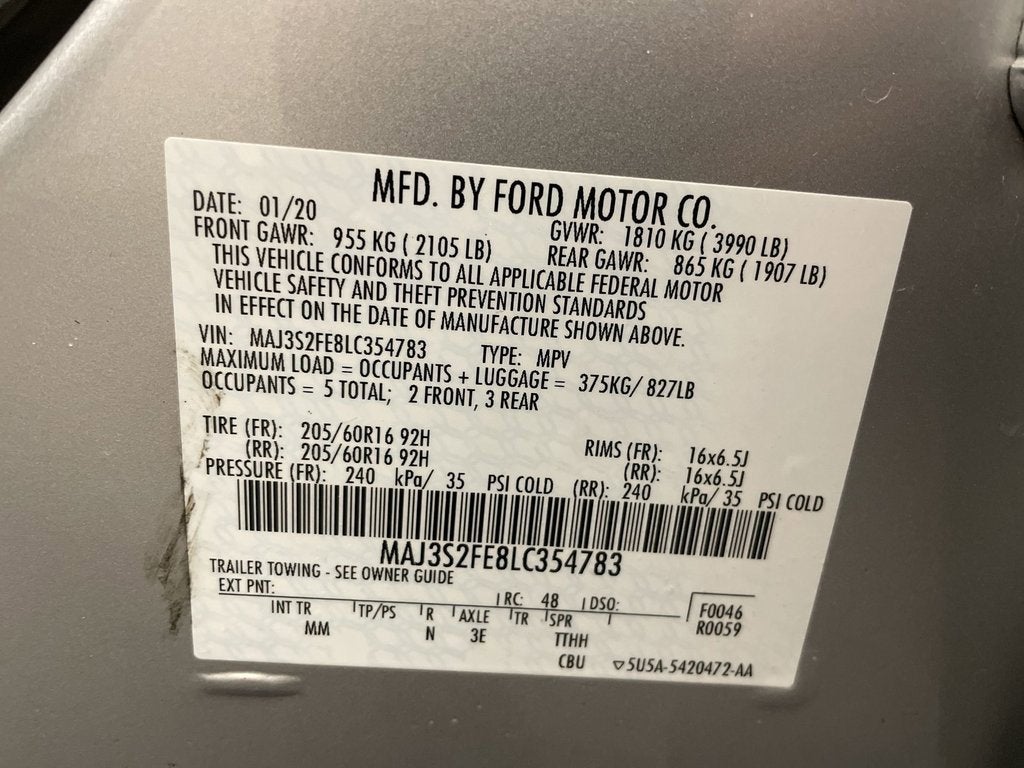 MFD. BY FORD MOTOR CO.
DATE: 01/20 GVWR: 1810 KG ( 3990 LB)
FRONT GAWR: 955 KG ( 2105 LB) REAR GAWR: 865 KG ( 1907 LB)
THIS VEHICLE CONFORMS TO ALL APPLICABLE FEDERAL MOTOR
VEHICLE SAFETY AND THEFT PREVENTION STANDARDS
IN EFFECT ON THE DATE OF MANUFACTURE SHOWN ABOVE.
VIN: MAJ3S2FE8LC354783 TYPE: MPV
MAXIMUM LOAD = OCCUPANTS + LUGGAGE = 375KG/ 827LB
OCCUPANTS = 5 TOTAL; 2 FRONT, 3 REAR
TIRE (FR): 205/60R16 92H RIMS (FR): 16x6.5J
(RR): 205/60R16 92H (RR): 16x6.5J
PRESSURE (FR): 240 kPa/ 35 PSI COLD (RR): 240 kPa/ 35 PSI COLD
MAJ3S2FE8LC354783
TRAILER TOWING - SEE OWNER GUIDE
EXT PNT: RC: 48 DSO: F0046
INT TR TP/PS R AXLE TR SPR R0059
MM N 3E TTHH
CBU ▽5U5A-5420472-AA